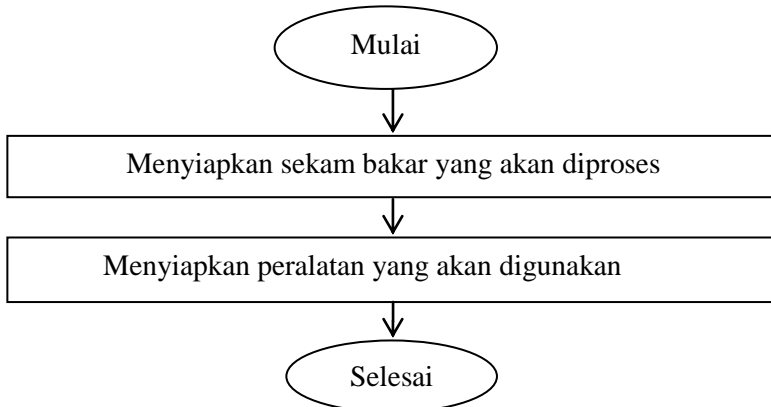 Mulai
Menyiapkan sekam bakar yang akan diproses
Menyiapkan peralatan yang akan digunakan
Selesai